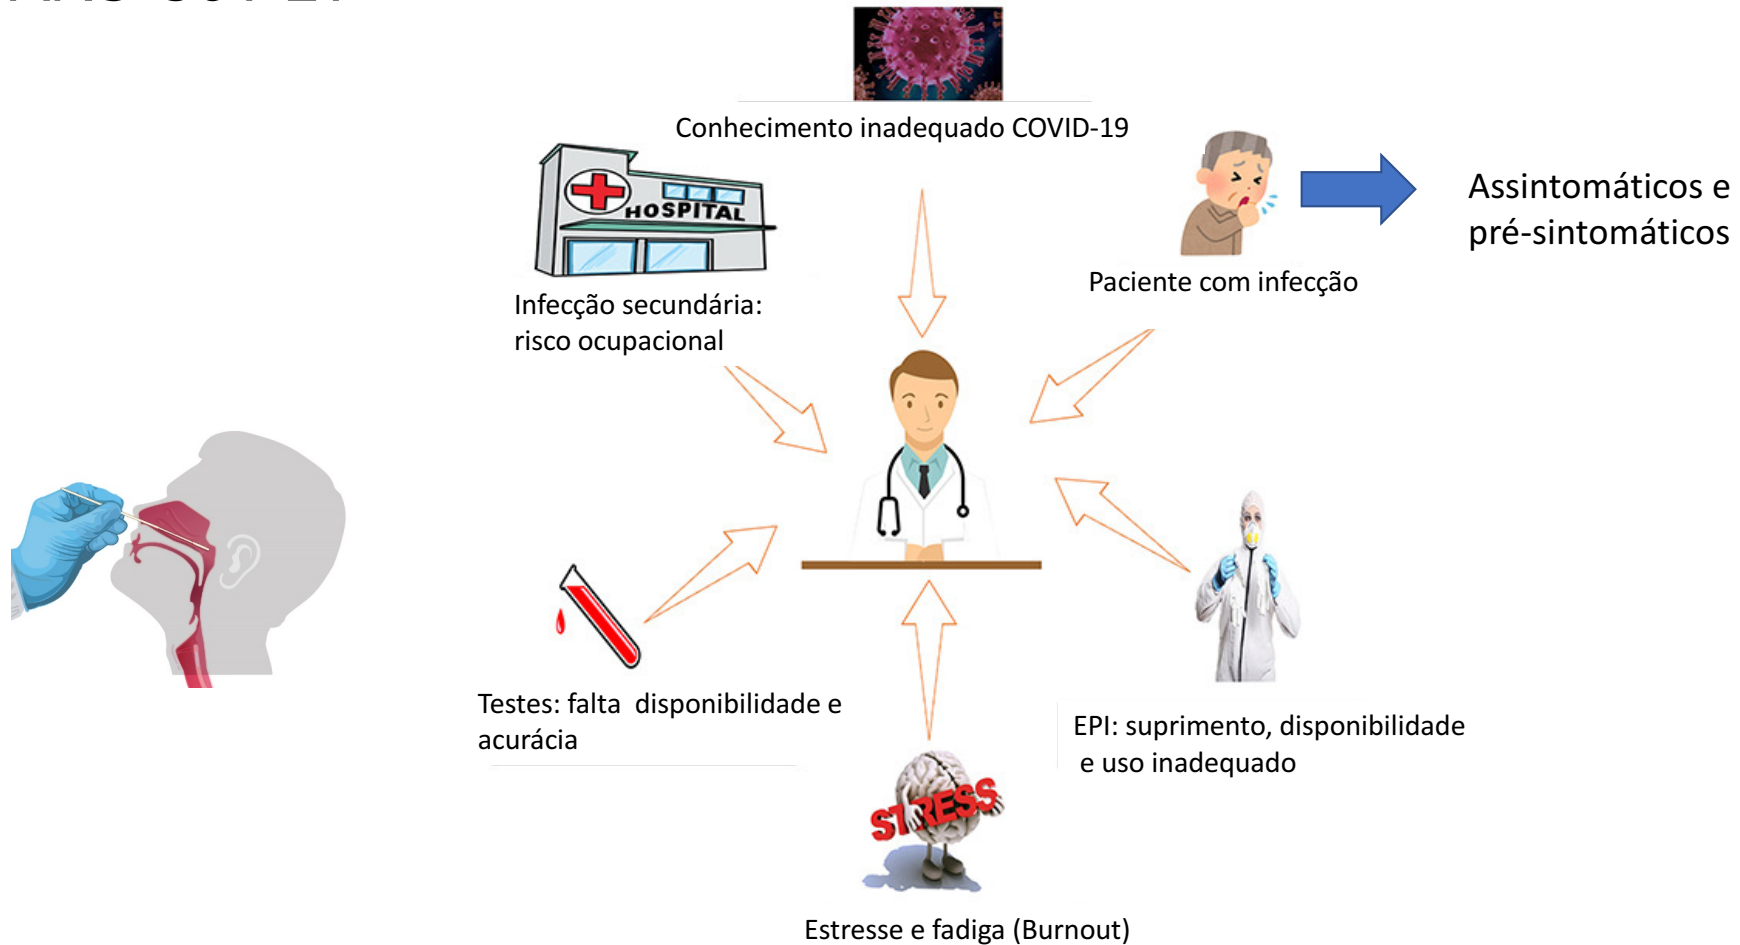 Conhecimento inadequado COVID-19
HOSPITAL
Assintomáticos e
pré-sintomáticos
Paciente com infecção
Infecção secundária:
risco ocupacional
Testes: falta  disponibilidade e
acurácia
EPI: suprimento, disponibilidade
e uso inadequado
STRESS
Estresse e fadiga (Burnout)